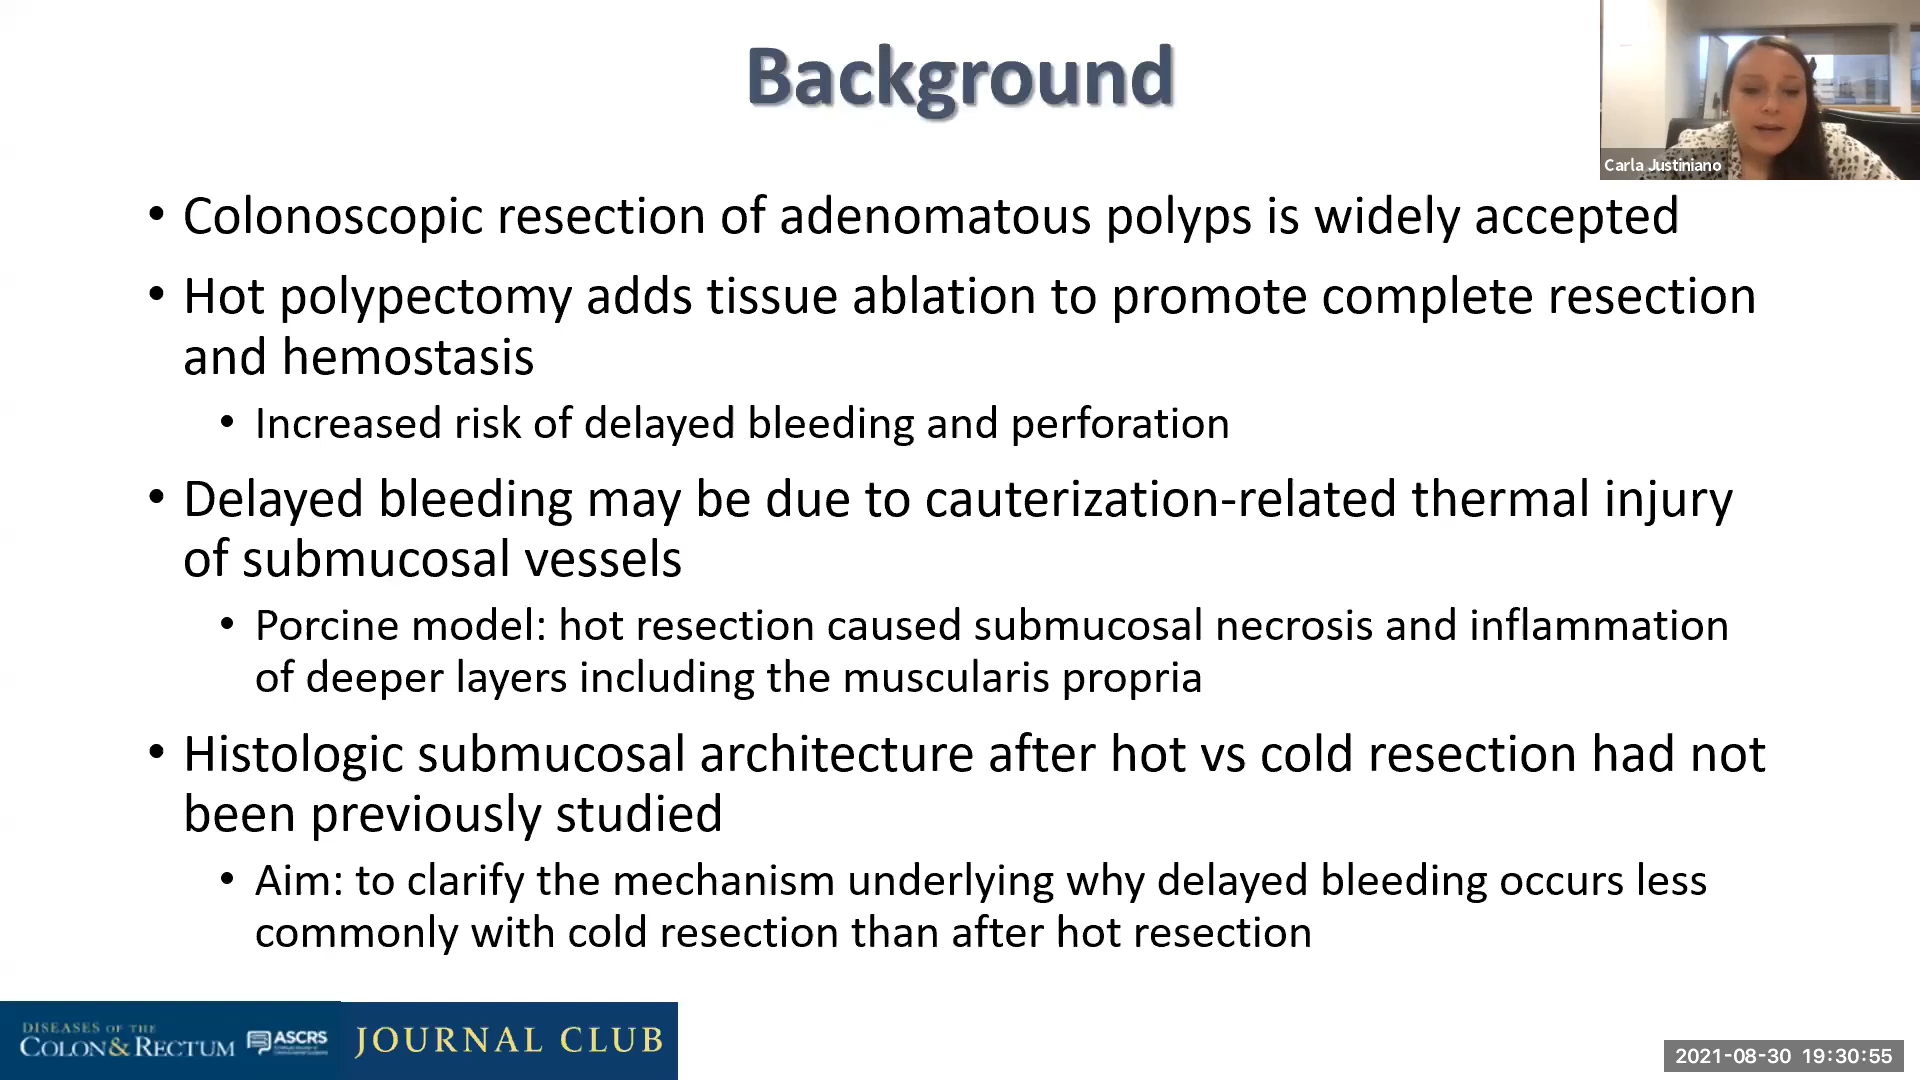 Background
Carla Justiniano
• Colonoscopic resection of adenomatous polyps is widely accepted
• Hot polypectomy adds tissue ablation to promote complete resection
and hemostasis
• Increased risk of delayed bleeding and perforation
• Delayed bleeding may be due to cauterization-related thermal injury
of submucosal vessels
• Porcine model: hot resection caused submucosal necrosis and inflammation
of deeper layers including the muscularis propria
• Histologic submucosal architecture after hot vs cold resection had not
been previously studied
• Aim: to clarify the mechanism underlying why delayed bleeding occurs less
commonly with cold resection than after hot resection
DISEASES OF THE
COLON & RECTUM
ASCRS
JOURNAL CLUB
2021-08-30 19:30:55